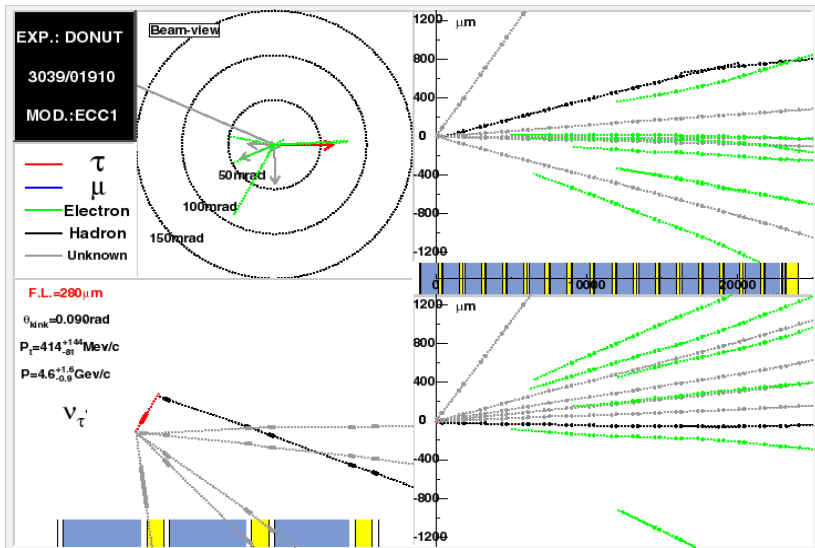 EXP.: DONUT
3039/01910
MOD.:ECC1
τ
μ
Electron
Hadron
Unknown
Beam-view
50mrad
100mrad
150mrad
1200
μm
800
400
0
-400
-800
-1200
0
10000
20000
F.L.=280μm
θkink=0.090rad
Pt=414+144-81Mev/c
P=4.6+1.6-0.9Gev/c
ντ'
1200
μm
800
400
0
-400
-800
-1200